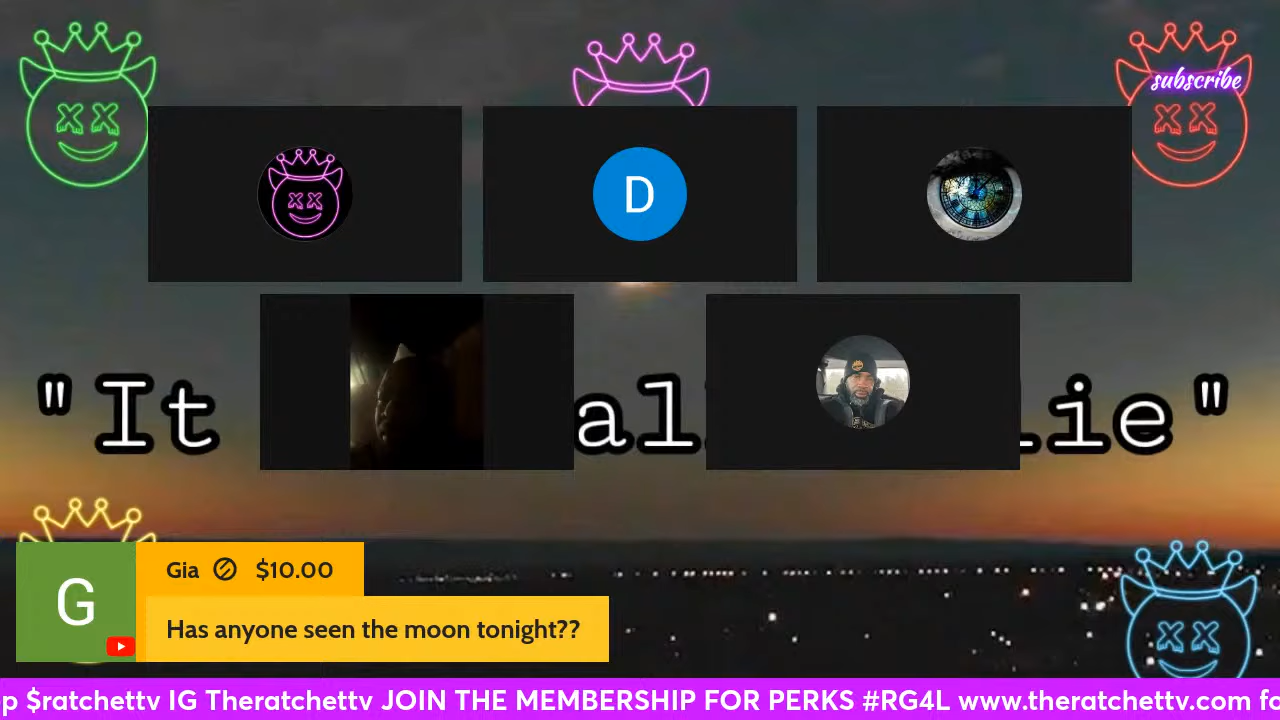 subscribe
D
"It al ie"
G
Gia $10.00
Has anyone seen the moon tonight??
p $ratchettv IG Theratchettv JOIN THE MEMBERSHIP FOR PERKS #RG4L www.theratchettv.com fo